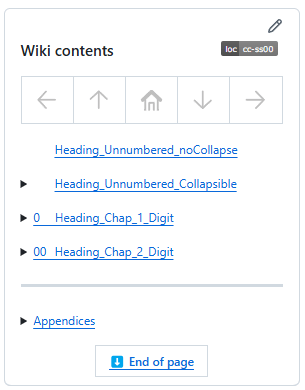 Wiki contents
loc cc-ss00
Heading_Unnumbered_noCollapse
Heading_Unnumbered_Collapsible
0 Heading_Chap_1_Digit
00 Heading_Chap_2_Digit
Appendices
End of page